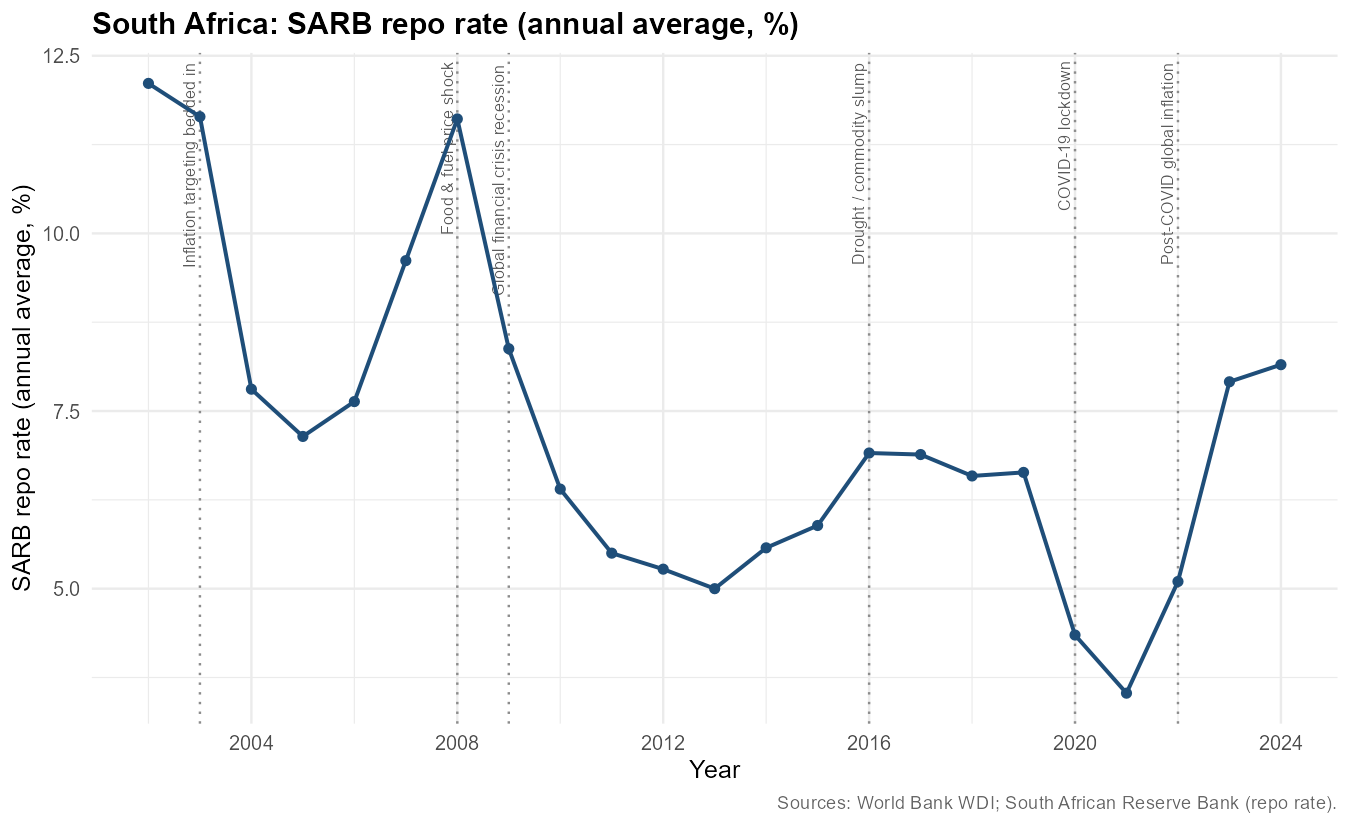 South Africa: SARB repo rate (annual average, %)
SARB repo rate (annual average, %)
12.5
10.0
7.5
5.0
Inflation targeting bedded in
Food & fuel price shock
Global financial crisis recession
Drought / commodity slump
COVID-19 lockdown
Post-COVID global inflation
2004 2008 2012 2016 2020 2024
Year
Sources: World Bank WDI; South African Reserve Bank (repo rate).